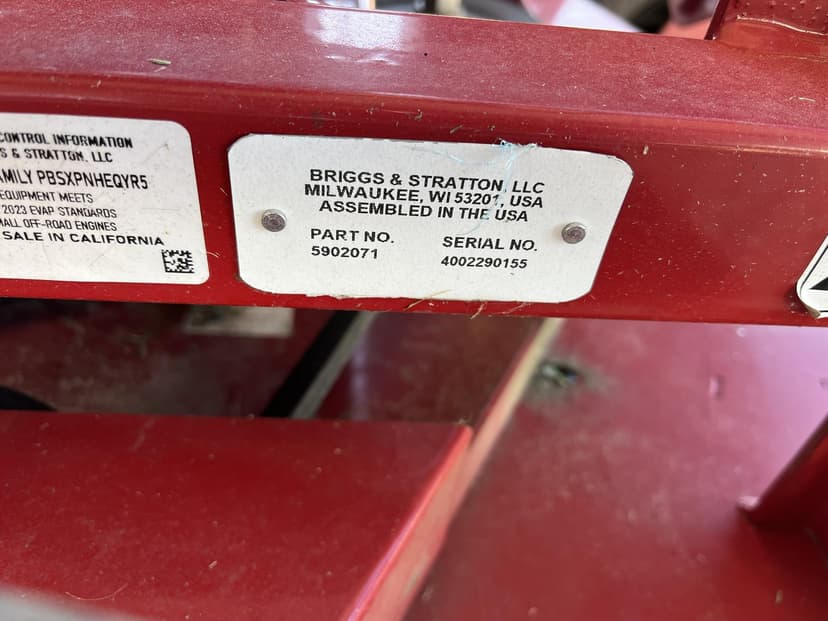 CONTROL INFORMATION
S & STRATTON, LLC
AMILY PBSXPNHEQYR5
EQUIPMENT MEETS
2023 EVAP STANDARDS
MALL OFF-ROAD ENGINES
SALE IN CALIFORNIA
BRIGGS & STRATTON, LLC
MILWAUKEE, WI 53201, USA
ASSEMBLED IN THE USA
PART NO.
5902071
SERIAL NO.
4002290155